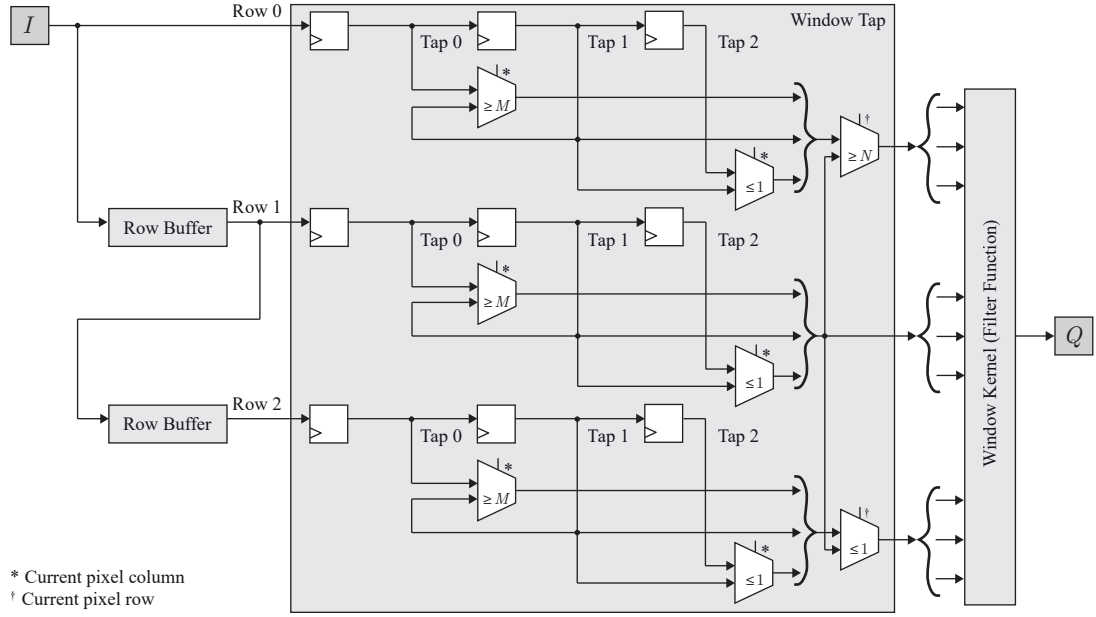 I
Row 0
Window Tap
Tap 0
Tap 1
Tap 2
*
≥ M
*
≤ 1
†
≥ N
Row Buffer
Row 1
Tap 0
Tap 1
Tap 2
*
≥ M
*
≤ 1
Window Kernel (Filter Function)
Q
Row Buffer
Row 2
Tap 0
Tap 1
Tap 2
*
≥ M
*
≤ 1
†
≤ 1
* Current pixel column
† Current pixel row